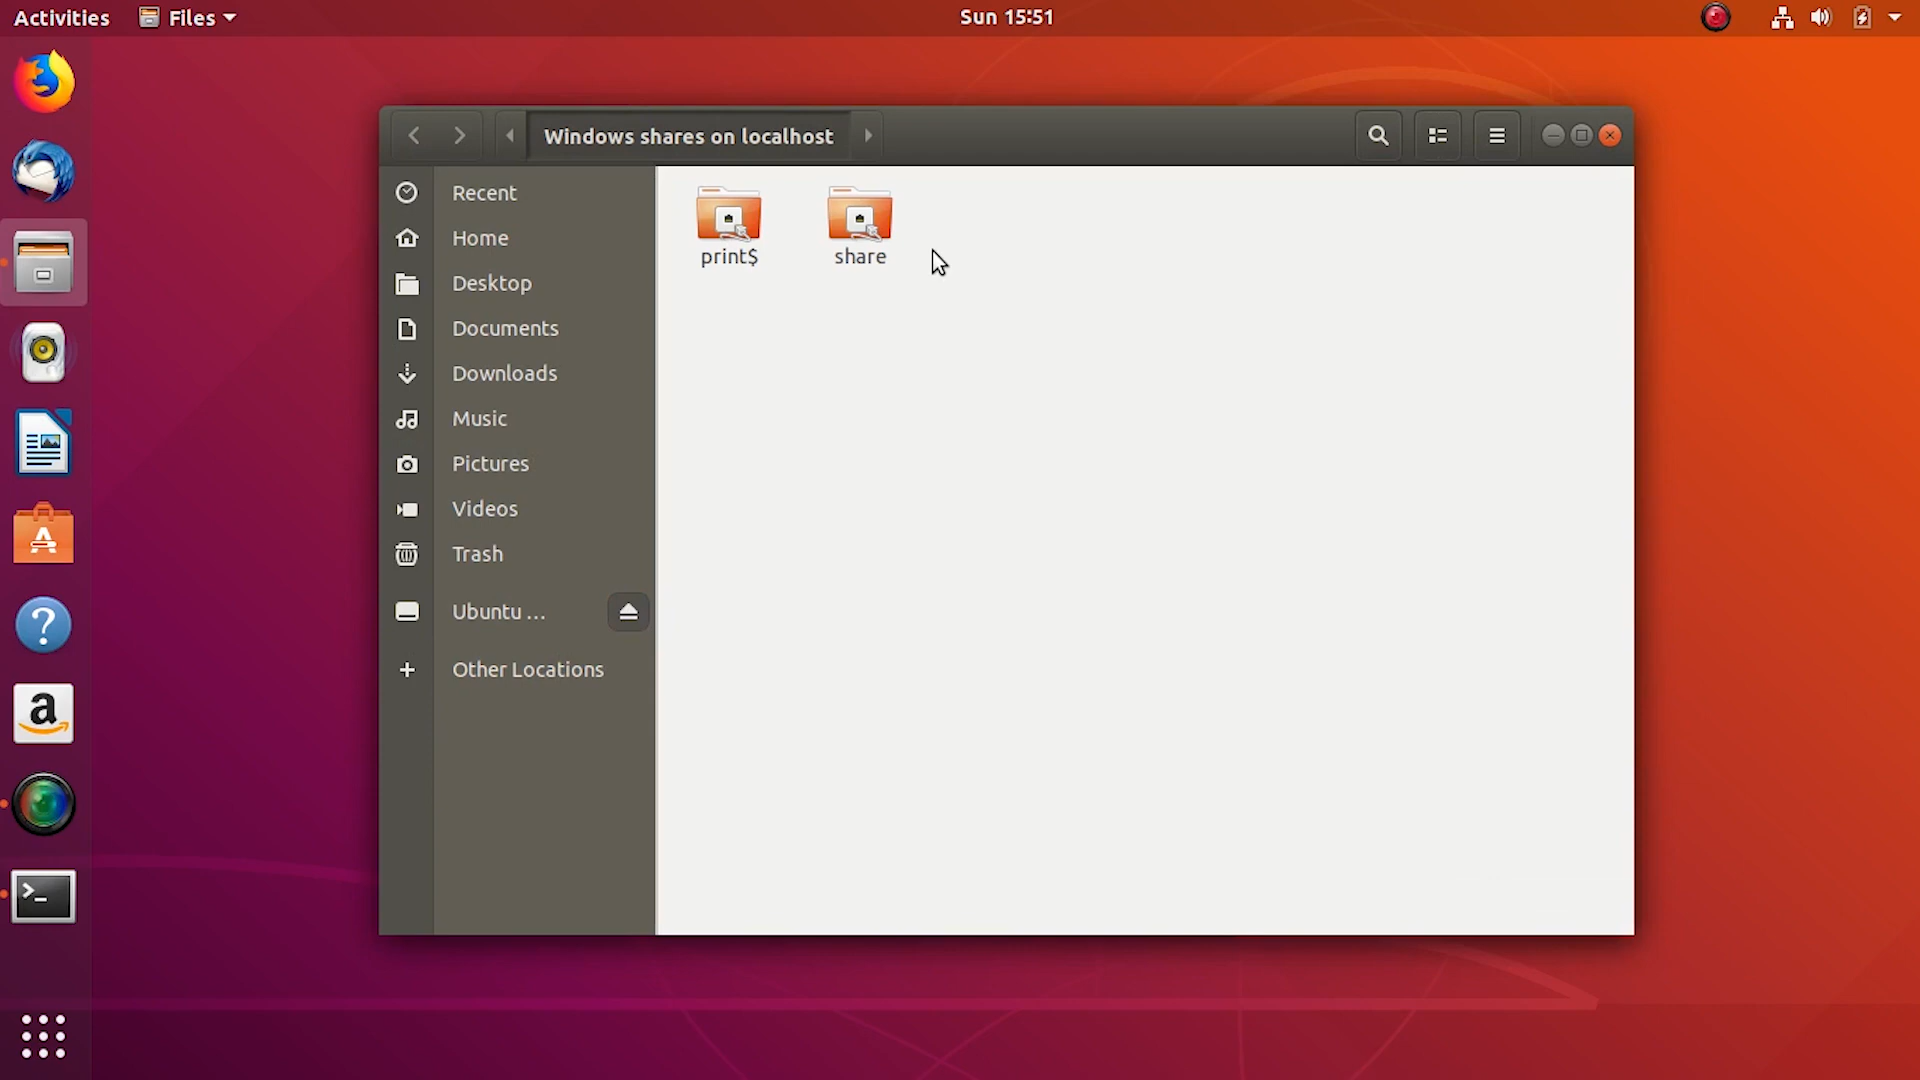 Activities Files Sun 15:51
Windows shares on localhost
Recent
Home
Desktop
Documents
Downloads
Music
Pictures
Videos
Trash
Ubuntu ...
Other Locations
print$ share